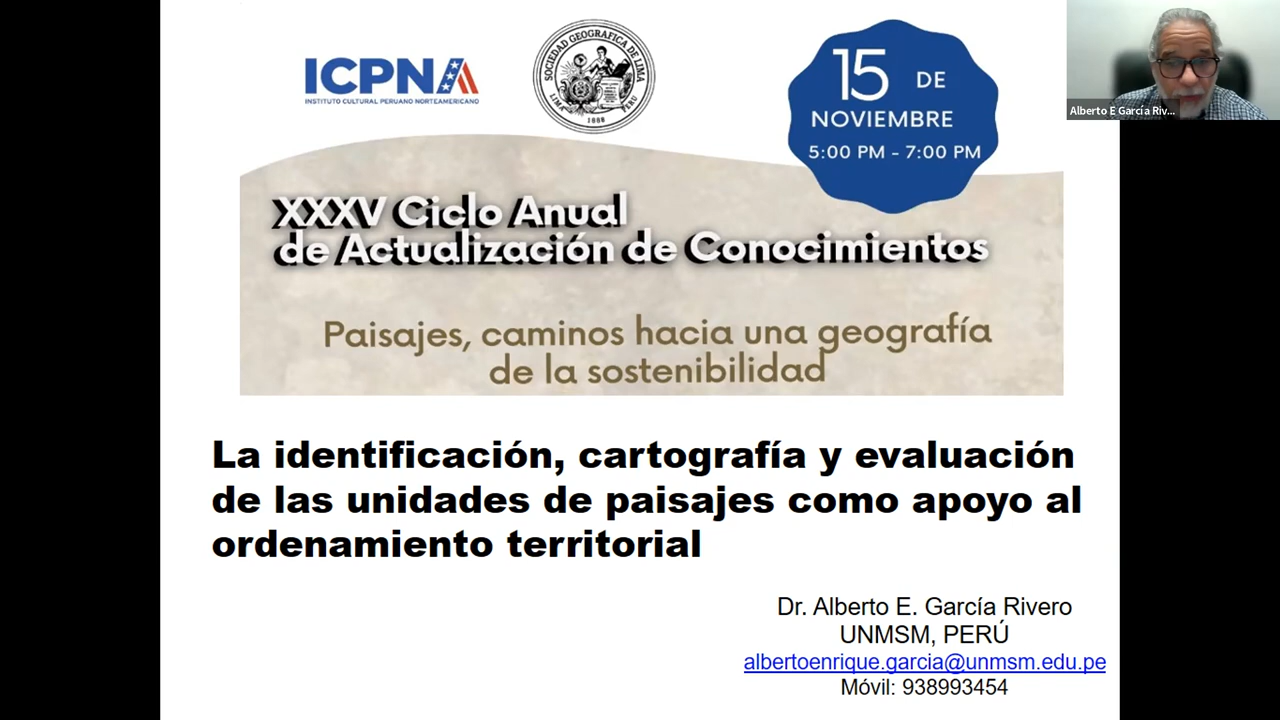 ICPNA
INSTITUTO CULTURAL PERUANO NORTEAMERICANO
SOCIEDAD GEOGRAFICA DE LIMA
LIMA PERU
1888
15 DE
NOVIEMBRE
5:00 PM - 7:00 PM
Alberto E García Riv...
XXXV Ciclo Anual
de Actualización de Conocimientos
Paisajes, caminos hacia una geografía
de la sostenibilidad
La identificación, cartografía y evaluación
de las unidades de paisajes como apoyo al
ordenamiento territorial
Dr. Alberto E. García Rivero
UNMSM, PERÚ
albertoenrique.garcia@unmsm.edu.pe
Móvil: 938993454